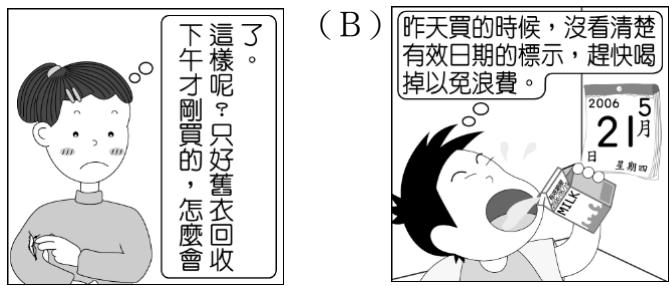 下午才剛買的，怎麼會
這樣呢？只好舊衣回收
了。
（B）
昨天買的時候，沒看清楚
有效日期的標示，趕快喝
掉以免浪費。
2006
5月
21
日
星期四
MILK